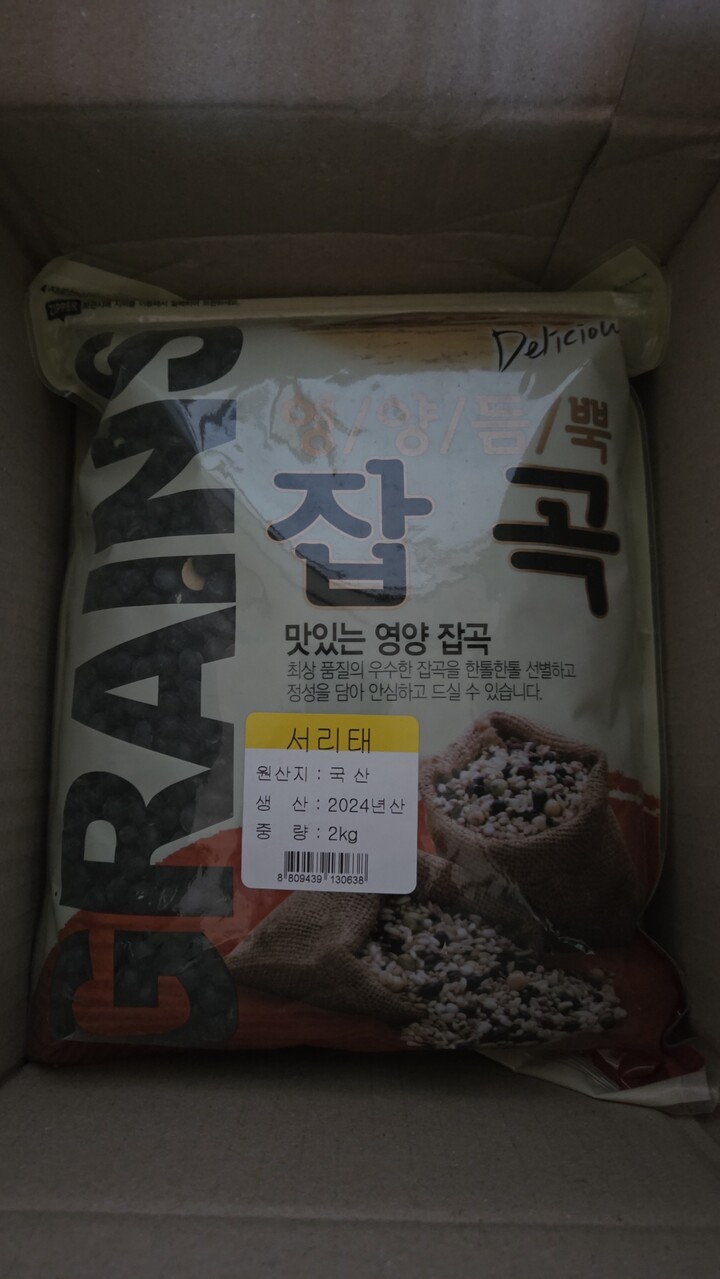 ZIPPER
Delicious
GRAINS
영/양/듬/뿍
잡곡
맛있는 영양 잡곡
최상 품질의 우수한 잡곡을 한톨한톨 선별하고
정성을 담아 안심하고 드실 수 있습니다.
서리태
원산지 : 국산
생 산 : 2024년산
중 량 : 2kg
8 809439 130638